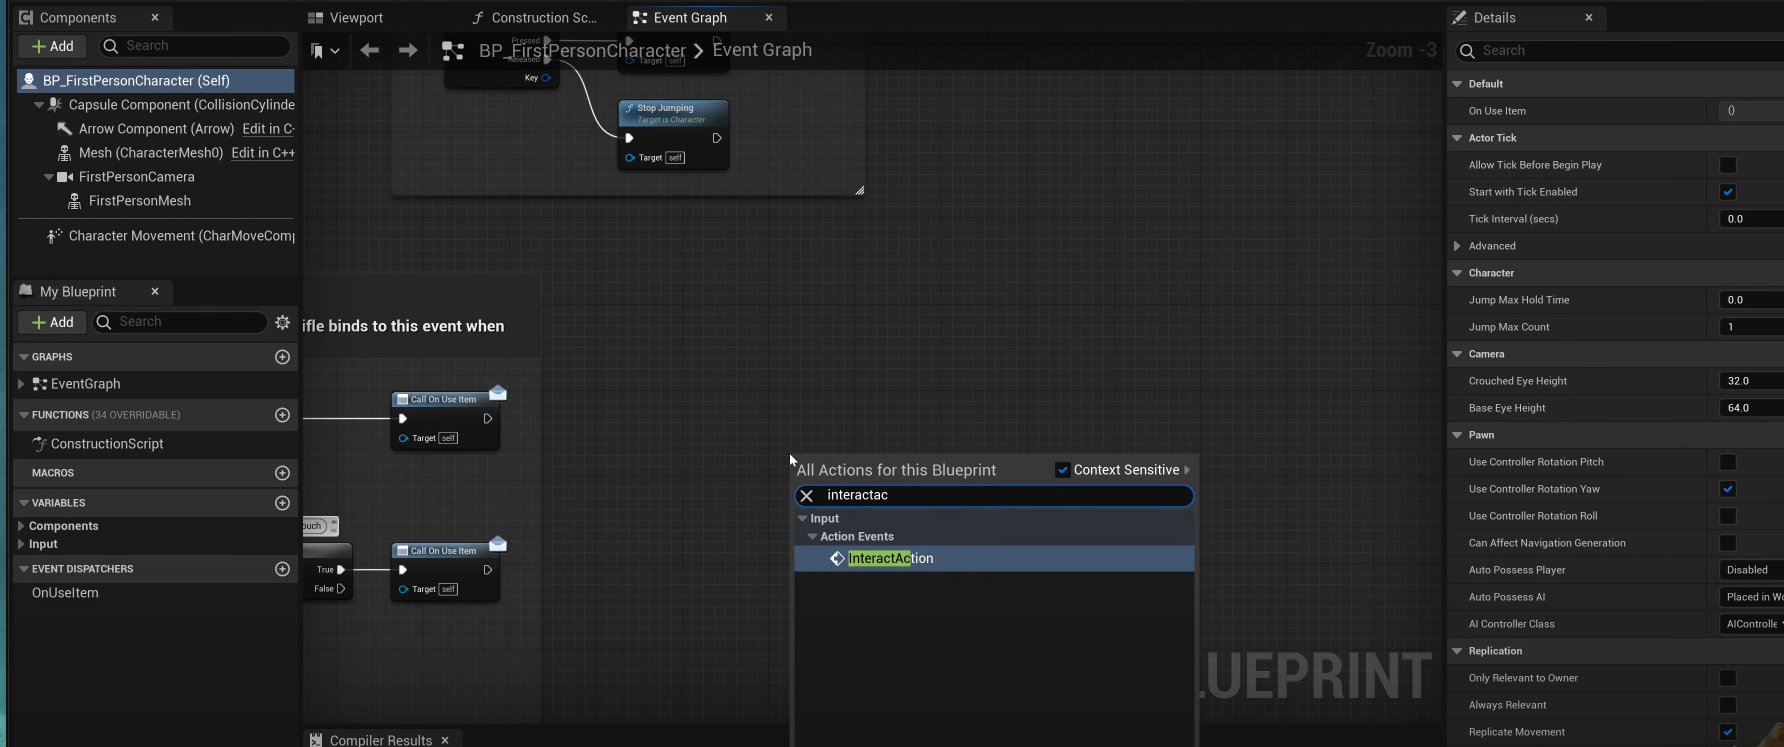 Components
Add
Search
BP_FirstPersonCharacter (Self)
Capsule Component (CollisionCylinde
Arrow Component (Arrow) Edit in C-
Mesh (CharacterMesh0) Edit in C++
FirstPersonCamera
FirstPersonMesh
Character Movement (CharMoveComp
My Blueprint
Add
Search
GRAPHS
EventGraph
FUNCTIONS (34 OVERRIDABLE)
ConstructionScript
MACROS
VARIABLES
Components
Input
EVENT DISPATCHERS
OnUseItem
Viewport
Construction Sc...
Event Graph
BP_FirstPersonCharacter > Event Graph
Zoom -3
Pressed
Released
Key
Target self
Stop Jumping
Target is Character
Target self
ifle binds to this event when
Call On Use Item
Target self
ouch
True
False
Call On Use Item
Target self
All Actions for this Blueprint
Context Sensitive
interactac
Input
Action Events
InteractAction
LUEPRINT
Compiler Results
Details
Search
Default
On Use Item ()
Actor Tick
Allow Tick Before Begin Play
Start with Tick Enabled
Tick Interval (secs) 0.0
Advanced
Character
Jump Max Hold Time 0.0
Jump Max Count 1
Camera
Crouched Eye Height 32.0
Base Eye Height 64.0
Pawn
Use Controller Rotation Pitch
Use Controller Rotation Yaw
Use Controller Rotation Roll
Can Affect Navigation Generation
Auto Possess Player Disabled
Auto Possess AI Placed in Wo
AI Controller Class AIControlle
Replication
Only Relevant to Owner
Always Relevant
Replicate Movement